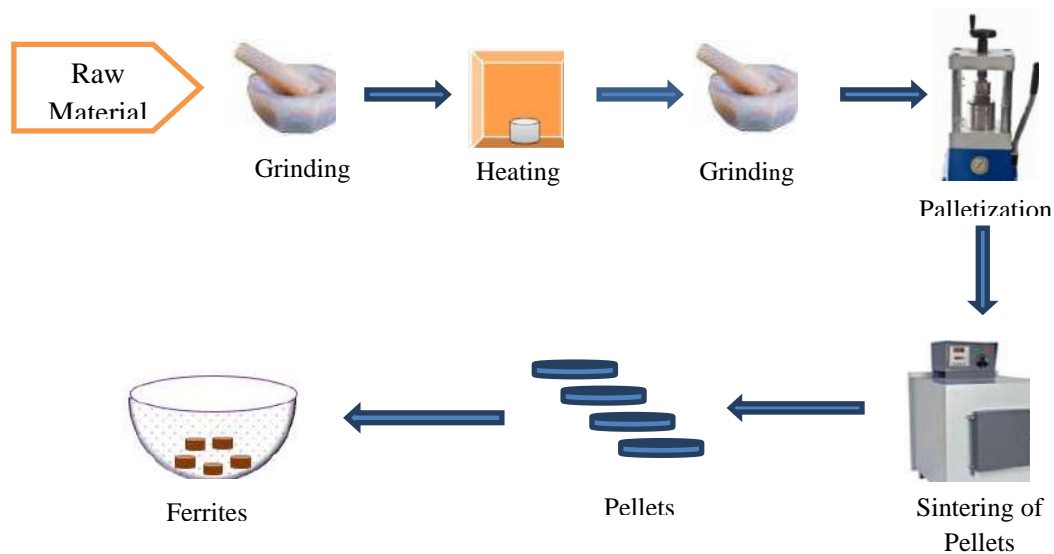 Raw
Material
Grinding
Heating
Grinding
Palletization
Sintering of
Pellets
Pellets
Ferrites